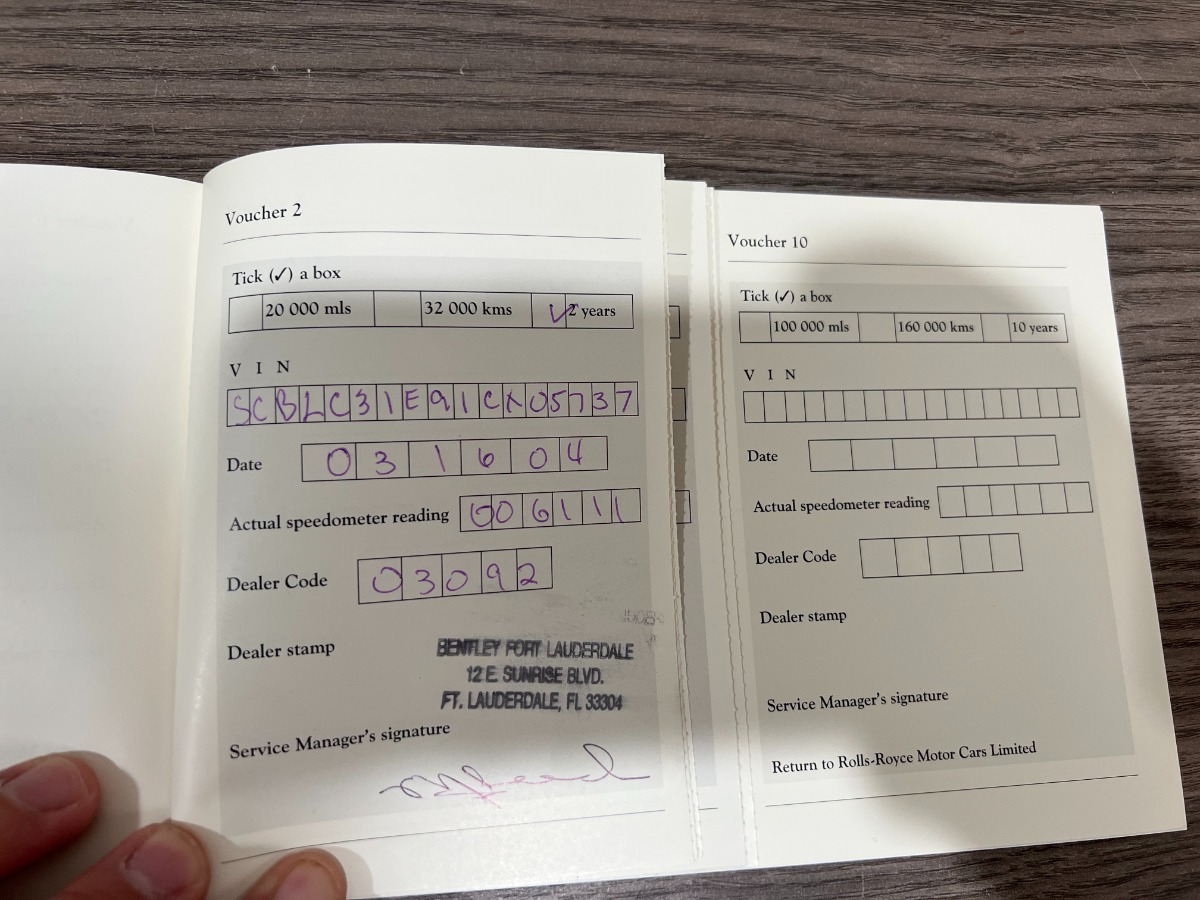 Voucher 2
Tick (✓) a box
20 000 mls 32 000 kms ✓ 2 years
V I N
SCBLC31E91CX05737
Date 031604
Actual speedometer reading 006111
Dealer Code 03092
Dealer stamp
BENTLEY FORT LAUDERDALE
12 E. SUNRISE BLVD.
FT. LAUDERDALE, FL 33304
Service Manager's signature
Voucher 10
Tick (✓) a box
100 000 mls 160 000 kms 10 years
V I N
Date
Actual speedometer reading
Dealer Code
Dealer stamp
Service Manager's signature
Return to Rolls-Royce Motor Cars Limited